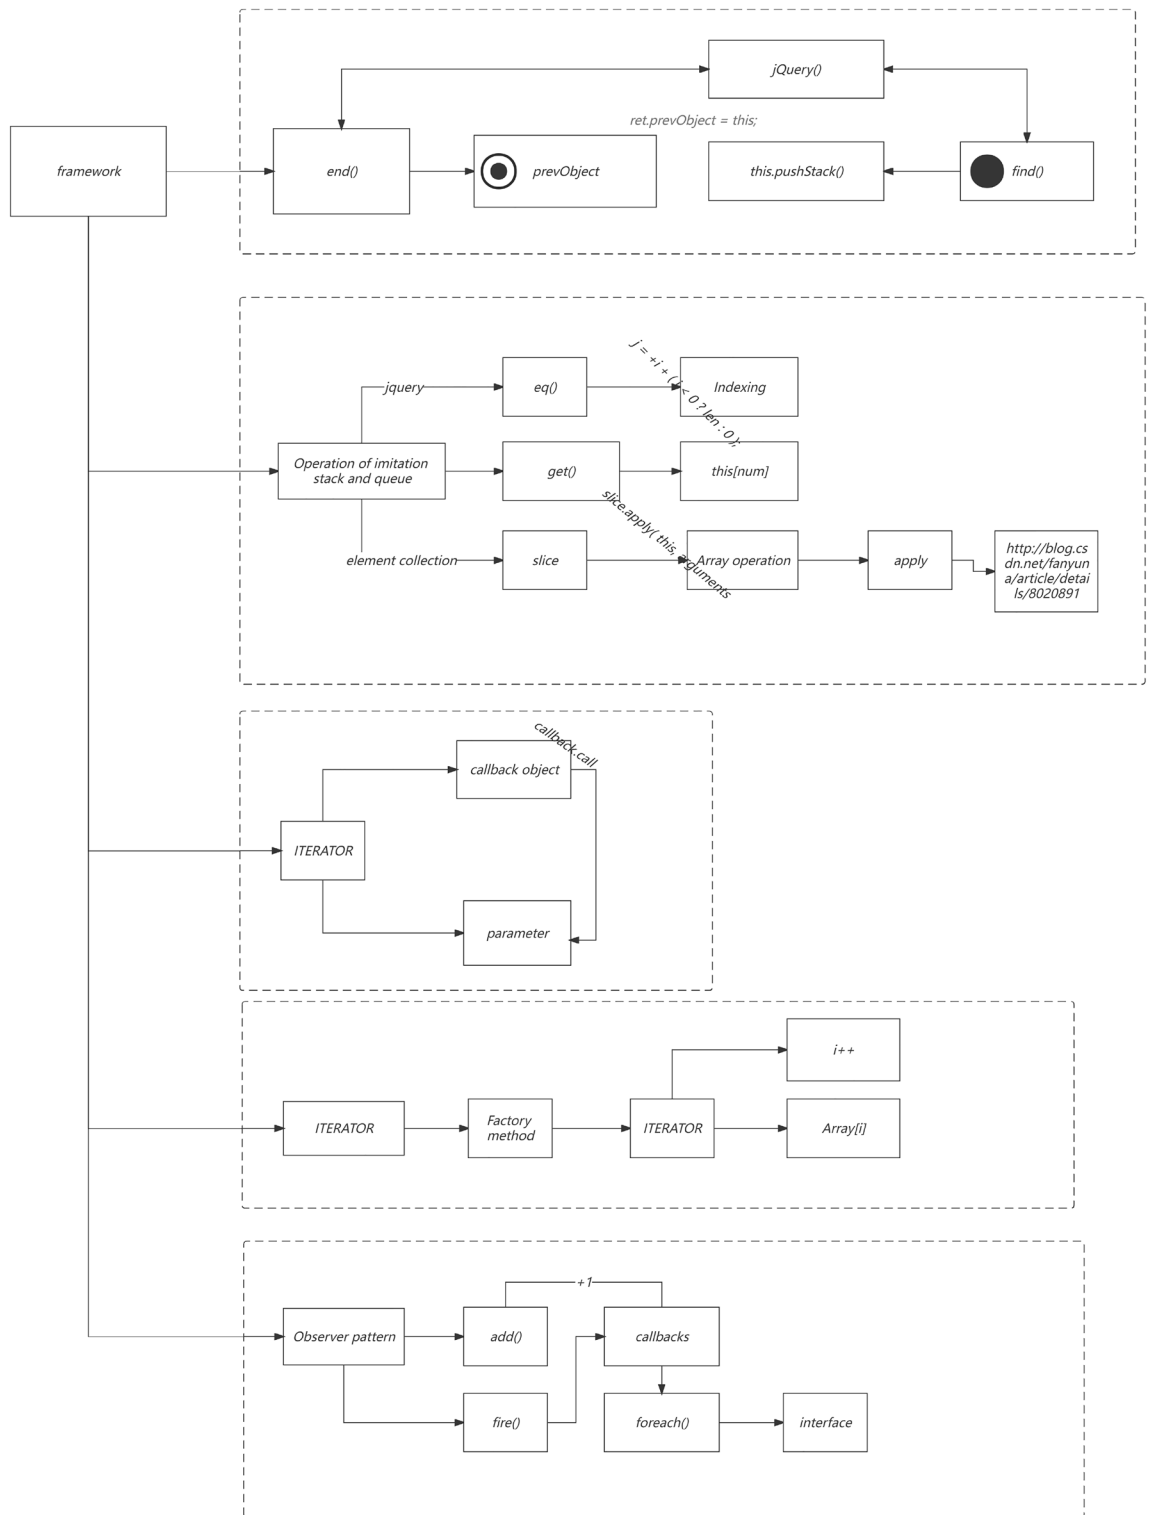 jQuery()
ret.prevObject = this;
framework
end()
prevObject
this.pushStack()
find()
j = +i + ( i < 0 ? len : 0 );
jquery
eq()
Indexing
Operation of imitation
stack and queue
get()
this[num]
slice.apply( this, arguments
element collection
slice
Array operation
apply
http://blog.cs
dn.net/fanyun
a/article/detai
ls/8020891
callback.call
callback object
ITERATOR
parameter
i++
ITERATOR
Factory
method
ITERATOR
Array[i]
+1
Observer pattern
add()
callbacks
fire()
foreach()
interface